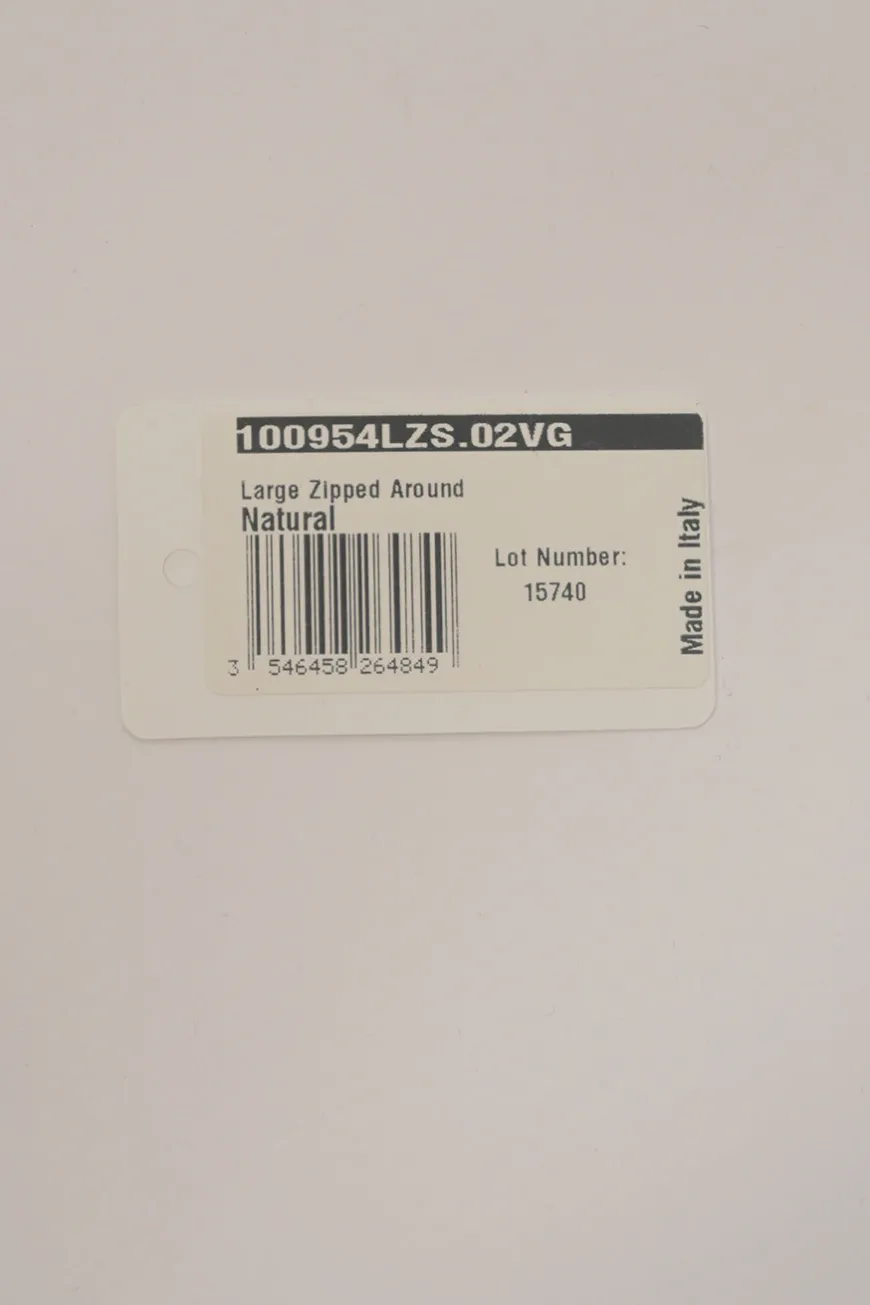 100954LZS.02VG
Large Zipped Around
Natural
Lot Number:
15740
3 546458 264849
Made in Italy